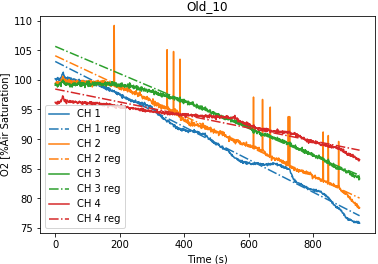 Old_10
O2 [%Air Saturation]
110
105
100
95
90
85
80
75
CH 1
CH 1 reg
CH 2
CH 2 reg
CH 3
CH 3 reg
CH 4
CH 4 reg
0
200
400
600
800
Time (s)